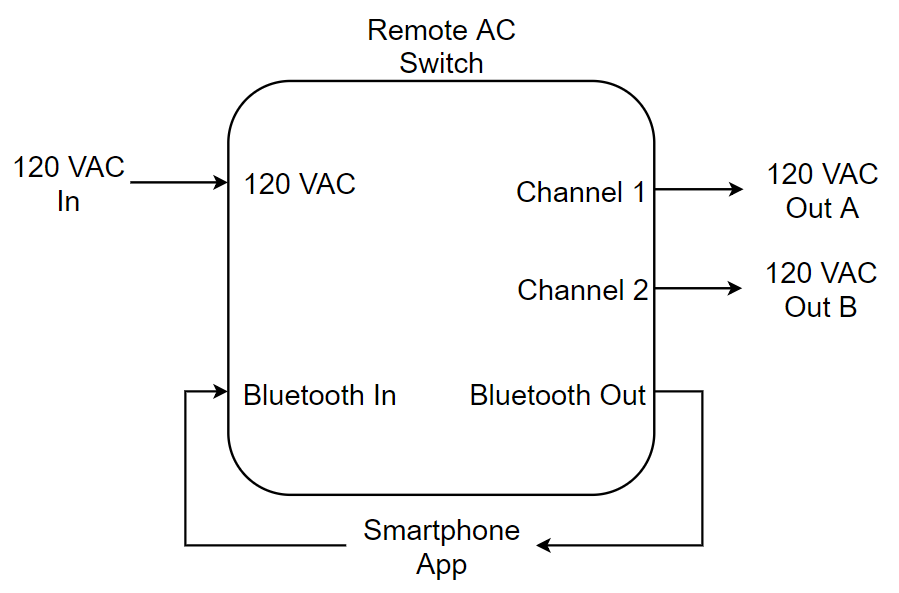 Remote AC
Switch
120 VAC
In
120 VAC
Channel 1
120 VAC
Out A
Channel 2
120 VAC
Out B
Bluetooth In
Bluetooth Out
Smartphone
App